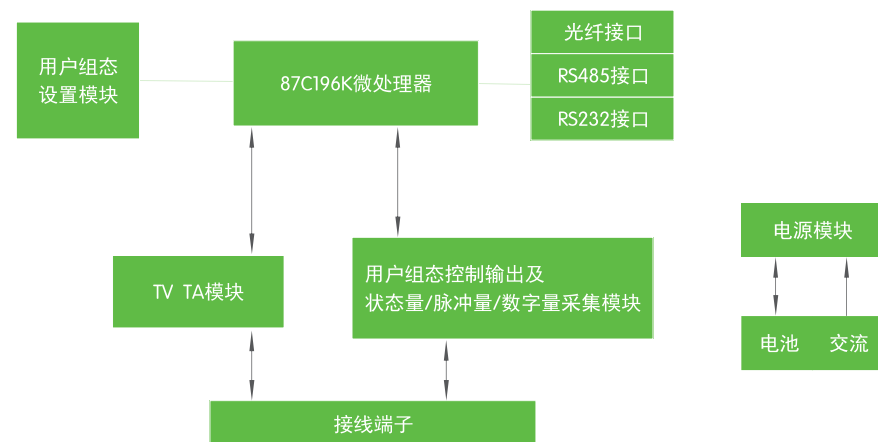 用户组态
设置模块
87C196K微处理器
光纤接口
RS485接口
RS232接口
TV TA模块
用户组态控制输出及
状态量/脉冲量/数字量采集模块
接线端子
电源模块
电池 交流